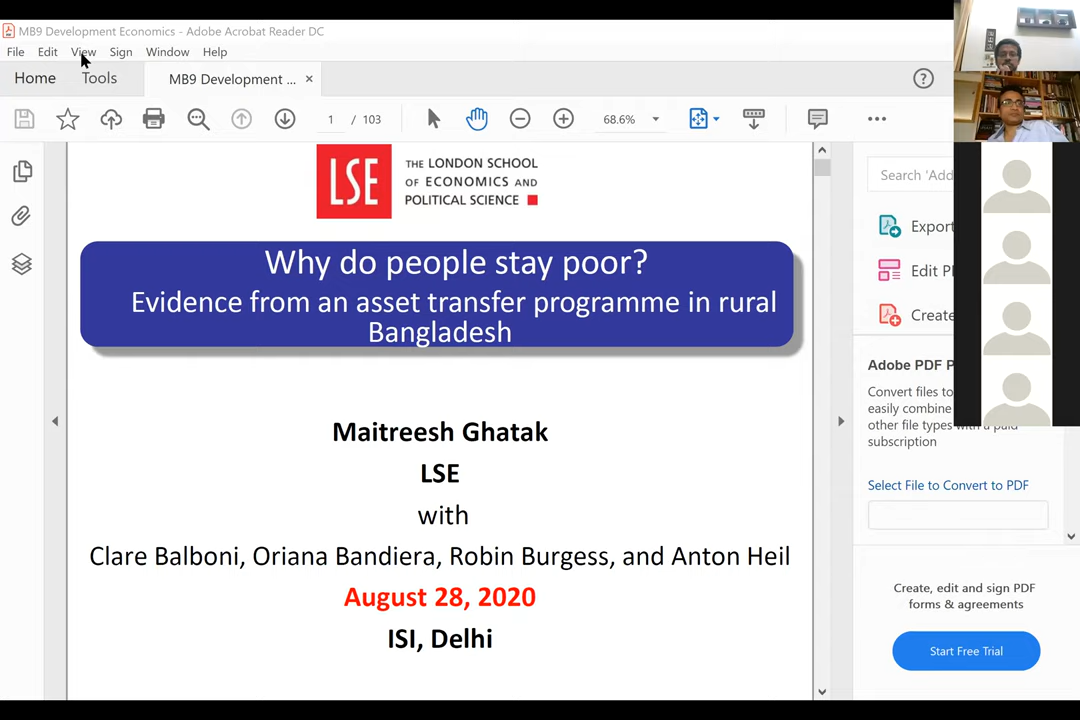 MB9 Development Economics - Adobe Acrobat Reader DC
File Edit View Sign Window Help
Home Tools MB9 Development ... ×
1 / 103 68.6%
LSE
THE LONDON SCHOOL
OF ECONOMICS AND
POLITICAL SCIENCE
Why do people stay poor?
Evidence from an asset transfer programme in rural
Bangladesh
Maitreesh Ghatak
LSE
with
Clare Balboni, Oriana Bandiera, Robin Burgess, and Anton Heil
August 28, 2020
ISI, Delhi
Search 'Add
Export
Edit P
Create
Adobe PDF P
Convert files to
easily combine
other file types with a paid
subscription
Select File to Convert to PDF
Create, edit and sign PDF
forms & agreements
Start Free Trial